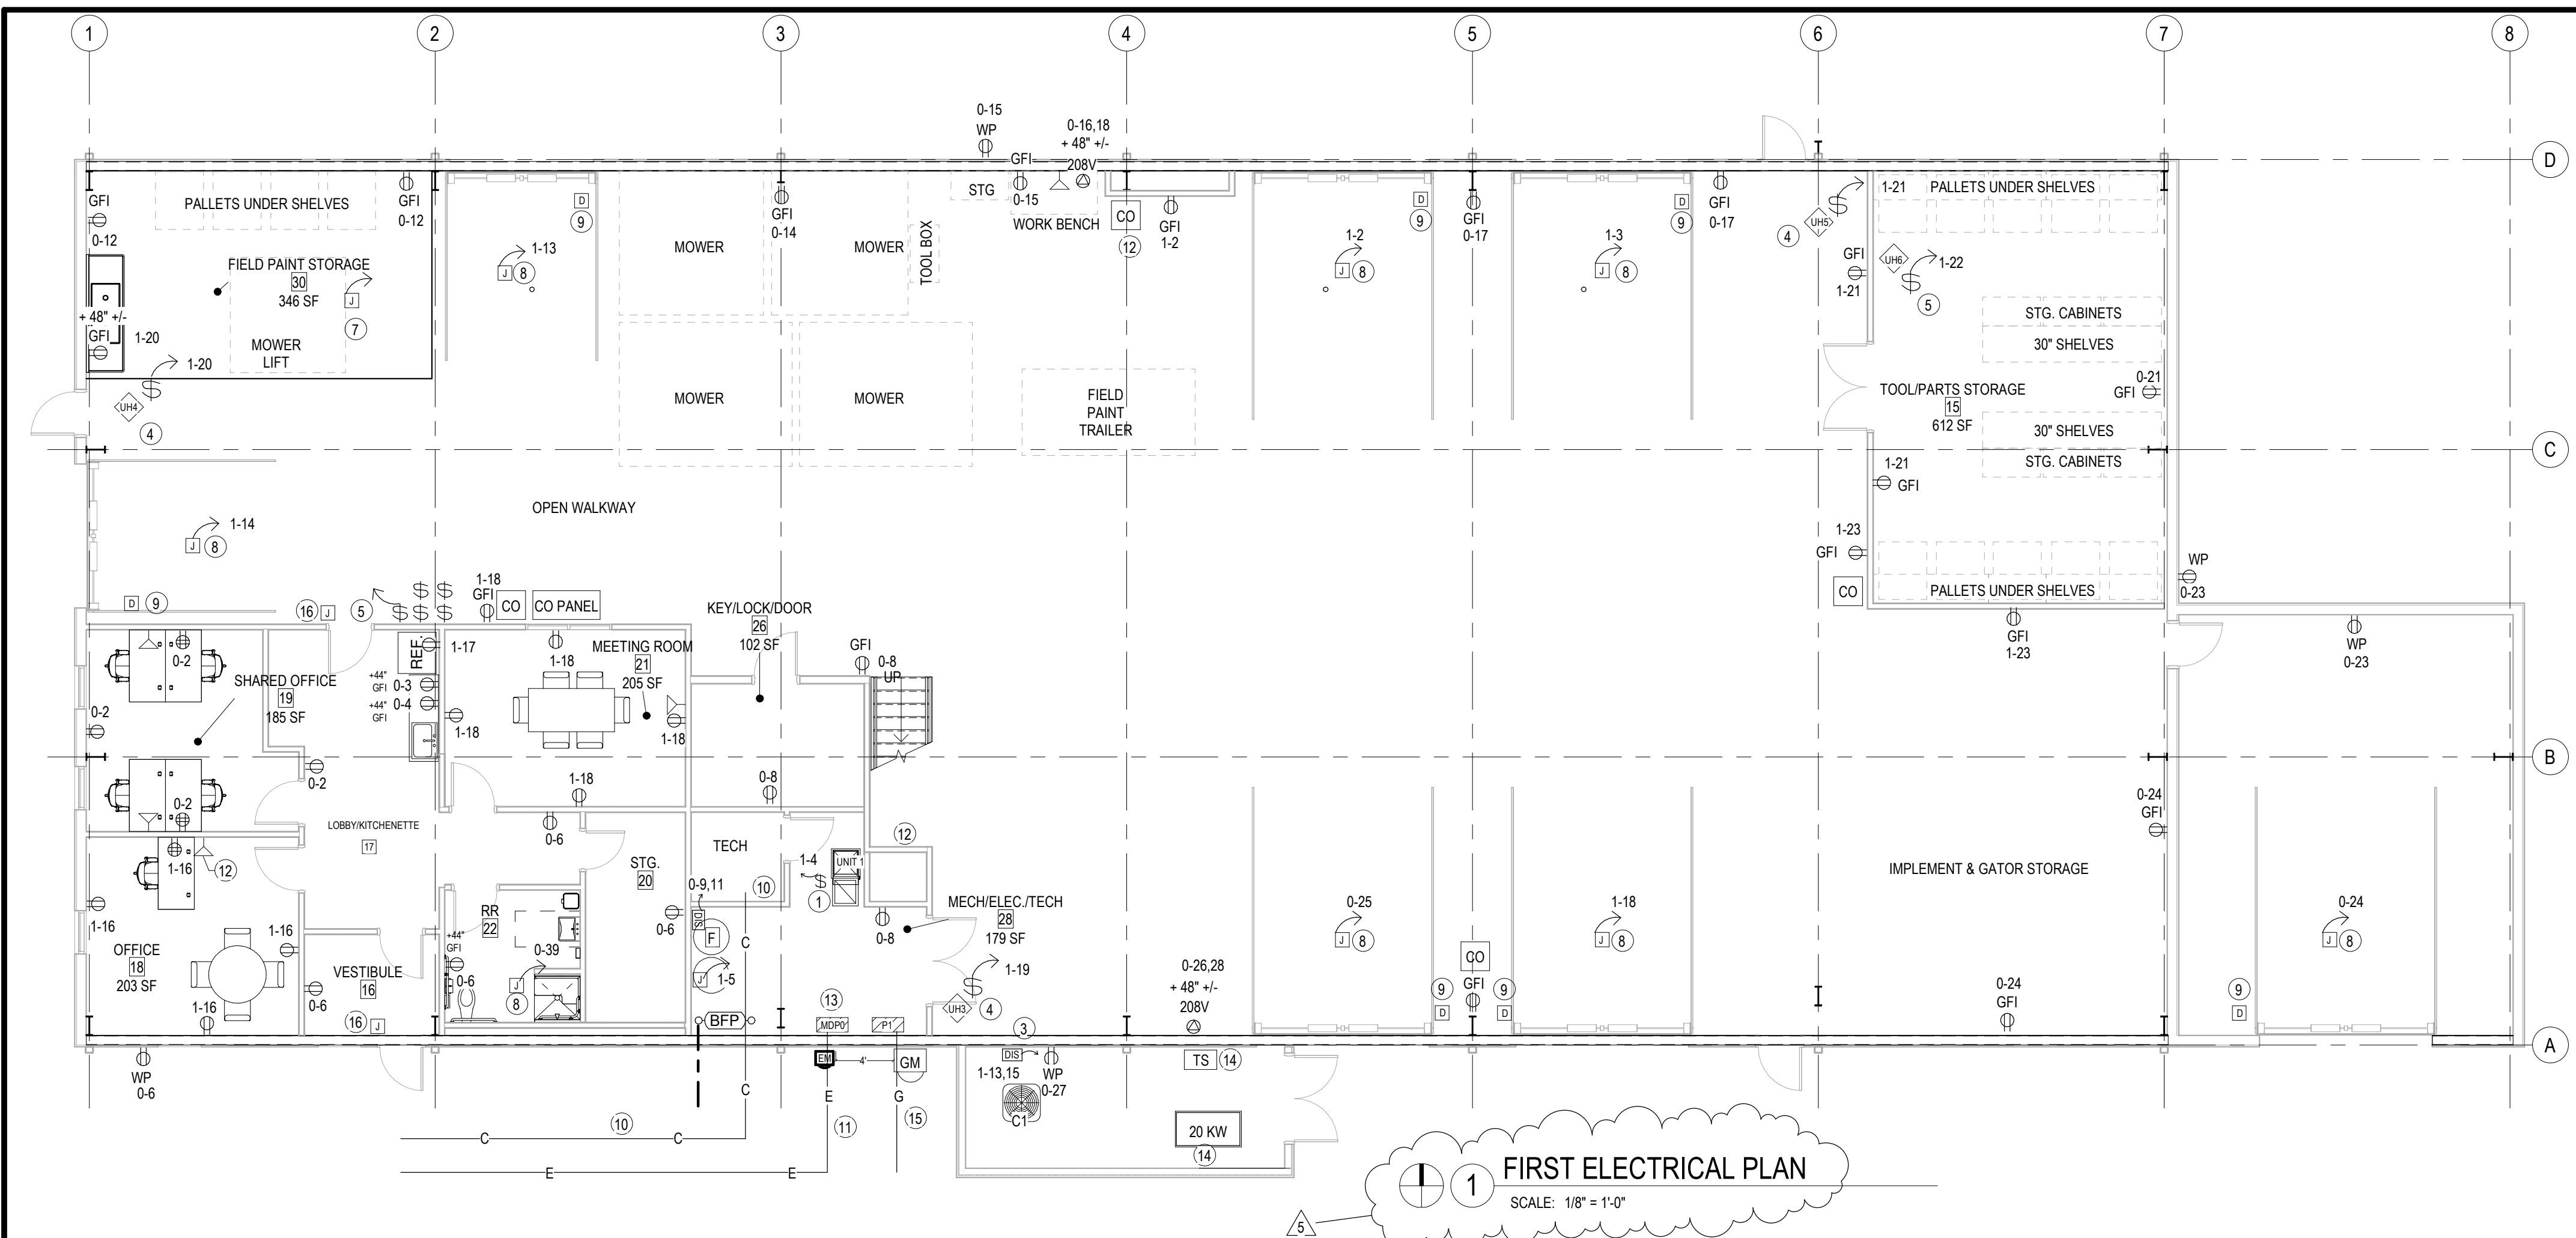 1 2 3 4 5 6 7 8
0-15
WP
0-16,18
+ 48" +/-
208V
D
GFI
0-12
PALLETS UNDER SHELVES
GFI
0-12
FIELD PAINT STORAGE
30
346 SF
J
7
MOWER
LIFT
+ 48" +/-
GFI
1-20
1-20
UH4
4
D
9
1-13
J
8
MOWER
GFI
0-14
MOWER
TOOL BOX
STG
GFI
0-15
WORK BENCH
CO
12
GFI
1-2
MOWER
MOWER
FIELD
PAINT
TRAILER
1-2
J
8
D
9
GFI
0-17
1-3
J
8
D
9
GFI
0-17
4
UH5
1-21
GFI
1-21
UH6
1-22
5
PALLETS UNDER SHELVES
STG. CABINETS
30" SHELVES
TOOL/PARTS STORAGE
15
612 SF
0-21
GFI
30" SHELVES
STG. CABINETS
C
1-21
GFI
1-23
GFI
CO
PALLETS UNDER SHELVES
WP
0-23
GFI
1-23
WP
0-23
OPEN WALKWAY
1-14
J
8
D
9
16
J
5
1-18
GFI
CO
CO PANEL
KEY/LOCK/DOOR
26
102 SF
GFI
0-8
UP
0-2
SHARED OFFICE
19
185 SF
0-2
REF.
1-17
+44"
GFI
0-3
+44"
GFI
0-4
1-18
MEETING ROOM
21
205 SF
1-18
1-18
1-18
0-8
B
0-2
0-2
LOBBY/KITCHENETTE
17
0-6
STG.
20
0-6
TECH
1-4
UNIT 1
12
10
1
0-9,11
DIS
F
J
1-5
0-8
MECH/ELEC./TECH
28
179 SF
1-19
UH3
4
1-16
12
1-16
OFFICE
18
203 SF
1-16
1-16
VESTIBULE
16
0-6
16
J
RR
22
+44"
GFI
0-6
0-39
J
8
BFP
13
MDP0
P1
EM
4'
GM
3
DIS
1-13,15
C1
WP
0-27
0-26,28
+ 48" +/-
208V
TS
14
20 KW
14
0-25
J
8
9
D
CO
GFI
9
D
1-18
J
8
IMPLEMENT & GATOR STORAGE
0-24
GFI
0-24
GFI
0-24
J
8
9
D
A
WP
0-6
C
C
C
C
10
E
E
E
11
G
15
1
FIRST ELECTRICAL PLAN
SCALE: 1/8" = 1'-0"
5